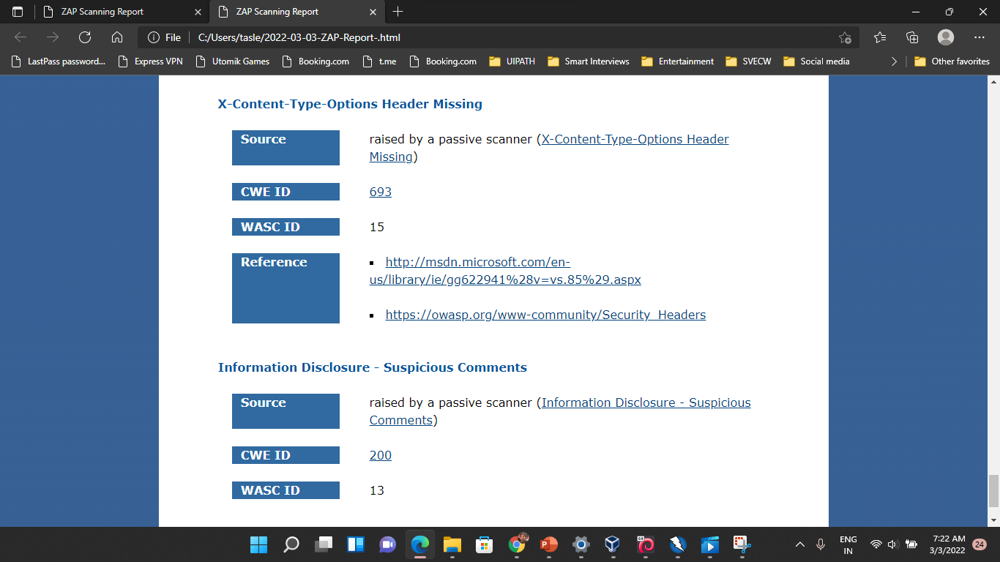 ZAP Scanning Report
ZAP Scanning Report
File
C:/Users/tasle/2022-03-03-ZAP-Report-.html
LastPass password...
Express VPN
Utomik Games
Booking.com
t.me
Booking.com
UIPATH
Smart Interviews
Entertainment
SVECW
Social media
Other favorites
X-Content-Type-Options Header Missing
Source
raised by a passive scanner (X-Content-Type-Options Header
Missing)
CWE ID
693
WASC ID
15
Reference
▪ http://msdn.microsoft.com/en-
us/library/ie/gg622941%28v=vs.85%29.aspx
▪ https://owasp.org/www-community/Security_Headers
Information Disclosure - Suspicious Comments
Source
raised by a passive scanner (Information Disclosure - Suspicious
Comments)
CWE ID
200
WASC ID
13
ENG
IN
7:22 AM
3/3/2022
24